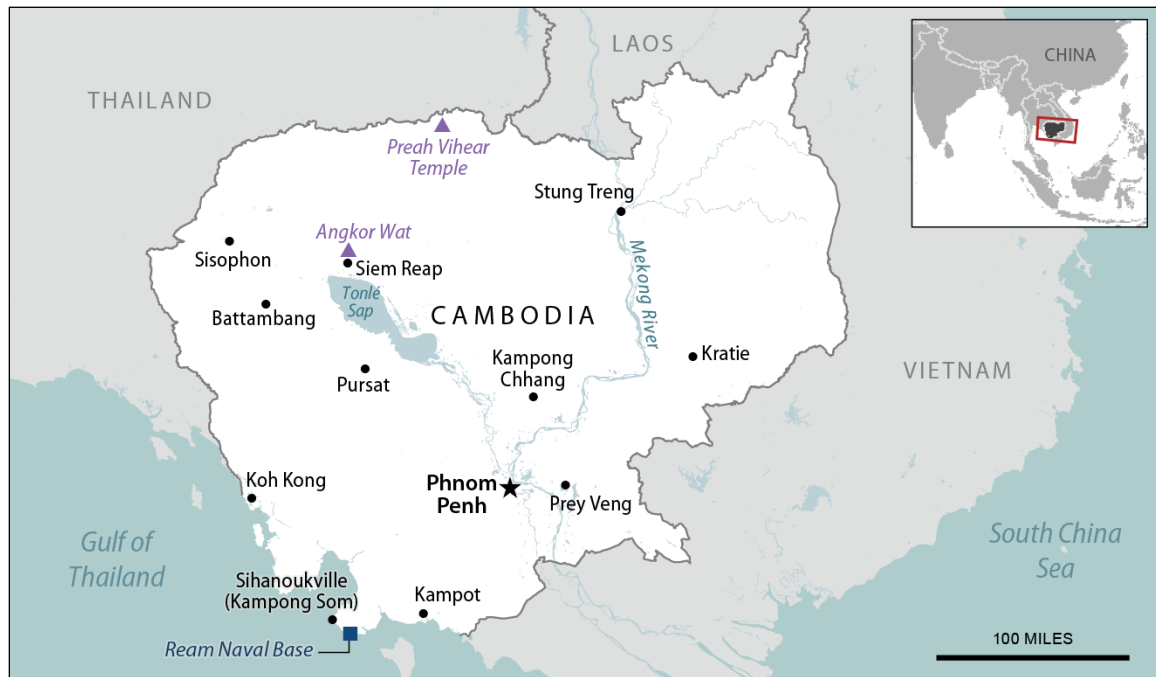 LAOS
CHINA
THAILAND
Preah Vihear
Temple
Stung Treng
Angkor Wat
Sisophon
Siem Reap
Mekong River
Tonlé
Sap
Battambang
CAMBODIA
Kampong
Chhang
Kratie
Pursat
VIETNAM
Koh Kong
Phnom
Penh
Prey Veng
Gulf of
Thailand
South China
Sea
Sihanoukville
(Kampong Som)
Kampot
Ream Naval Base
100 MILES